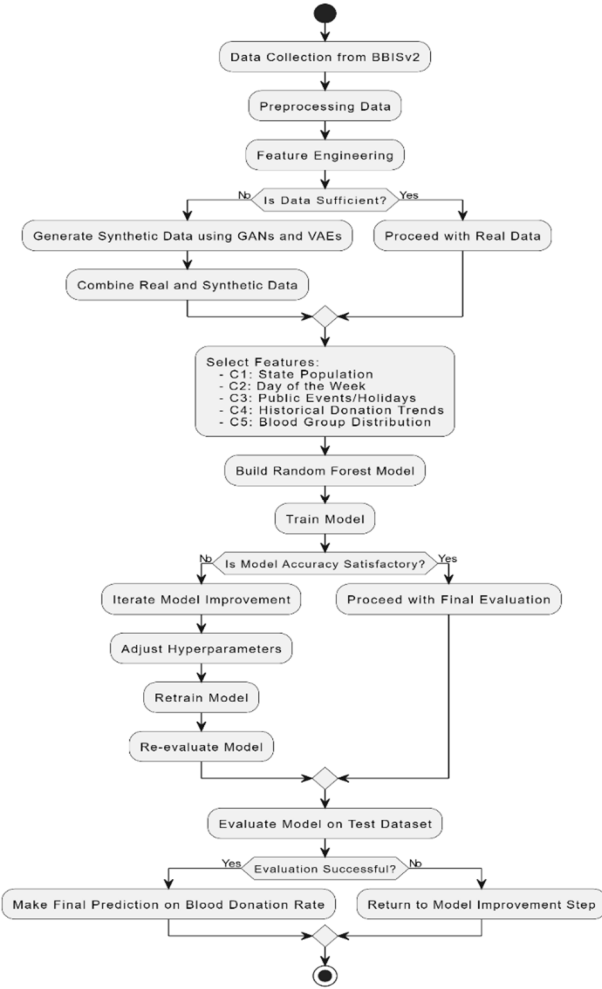 Data Collection from BBISv2
Preprocessing Data
Feature Engineering
No
Is Data Sufficient?
Yes
Generate Synthetic Data using GANs and VAEs
Proceed with Real Data
Combine Real and Synthetic Data
Select Features:
- C1: State Population
- C2: Day of the Week
- C3: Public Events/Holidays
- C4: Historical Donation Trends
- C5: Blood Group Distribution
Build Random Forest Model
Train Model
No
Is Model Accuracy Satisfactory?
Yes
Iterate Model Improvement
Proceed with Final Evaluation
Adjust Hyperparameters
Retrain Model
Re-evaluate Model
Evaluate Model on Test Dataset
Yes
Evaluation Successful?
No
Make Final Prediction on Blood Donation Rate
Return to Model Improvement Step